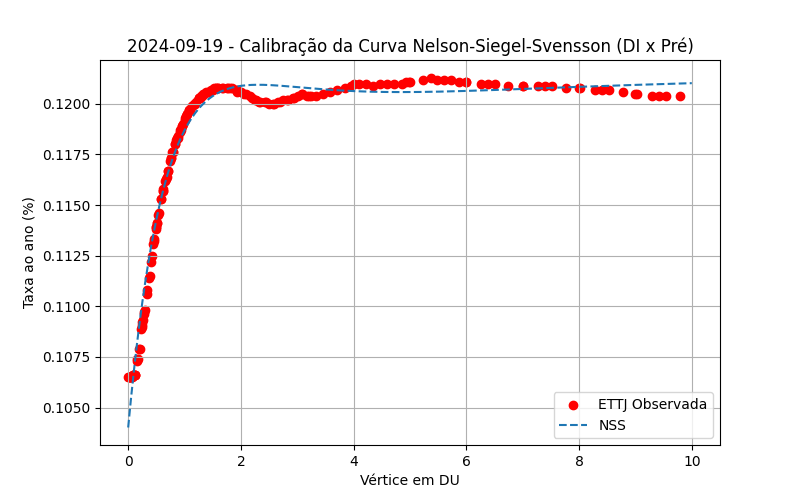 2024-09-19 - Calibração da Curva Nelson-Siegel-Svensson (DI x Pré)
Taxa ao ano (%)
0.1200
0.1175
0.1150
0.1125
0.1100
0.1075
0.1050
ETTJ Observada
NSS
0 2 4 6 8 10
Vértice em DU